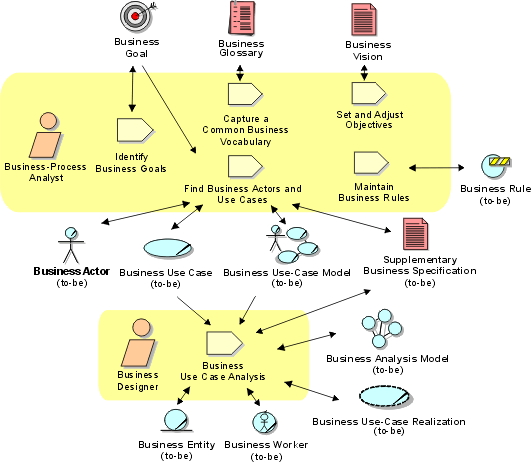 Business
Goal
Business
Glossary
Business
Vision
Capture a
Common Business
Vocabulary
Set and Adjust
Objectives
Business-Process
Analyst
Identify
Business Goals
Find Business Actors and
Use Cases
Maintain
Business Rules
Business Rule
(to-be)
Business Actor
(to-be)
Business Use Case
(to-be)
Business Use-Case Model
(to-be)
Supplementary
Business Specification
(to-be)
Business
Designer
Business
Use Case Analysis
Business Analysis Model
(to-be)
Business Use-Case Realization
(to-be)
Business Entity
(to-be)
Business Worker
(to-be)